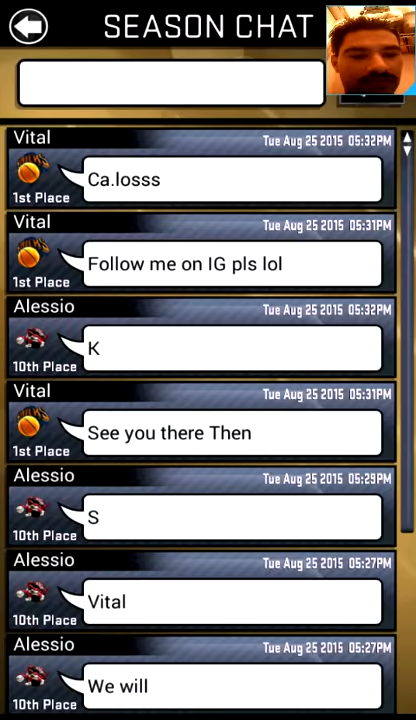 SEASON CHAT
Vital
Tue Aug 25 2015 05:32PM
Ca.losss
1st Place
Vital
Tue Aug 25 2015 05:31PM
Follow me on IG pls lol
1st Place
Alessio
Tue Aug 25 2015 05:32PM
K
10th Place
Vital
Tue Aug 25 2015 05:31PM
See you there Then
1st Place
Alessio
Tue Aug 25 2015 05:29PM
S
10th Place
Alessio
Tue Aug 25 2015 05:27PM
Vital
10th Place
Alessio
Tue Aug 25 2015 05:27PM
We will
10th Place